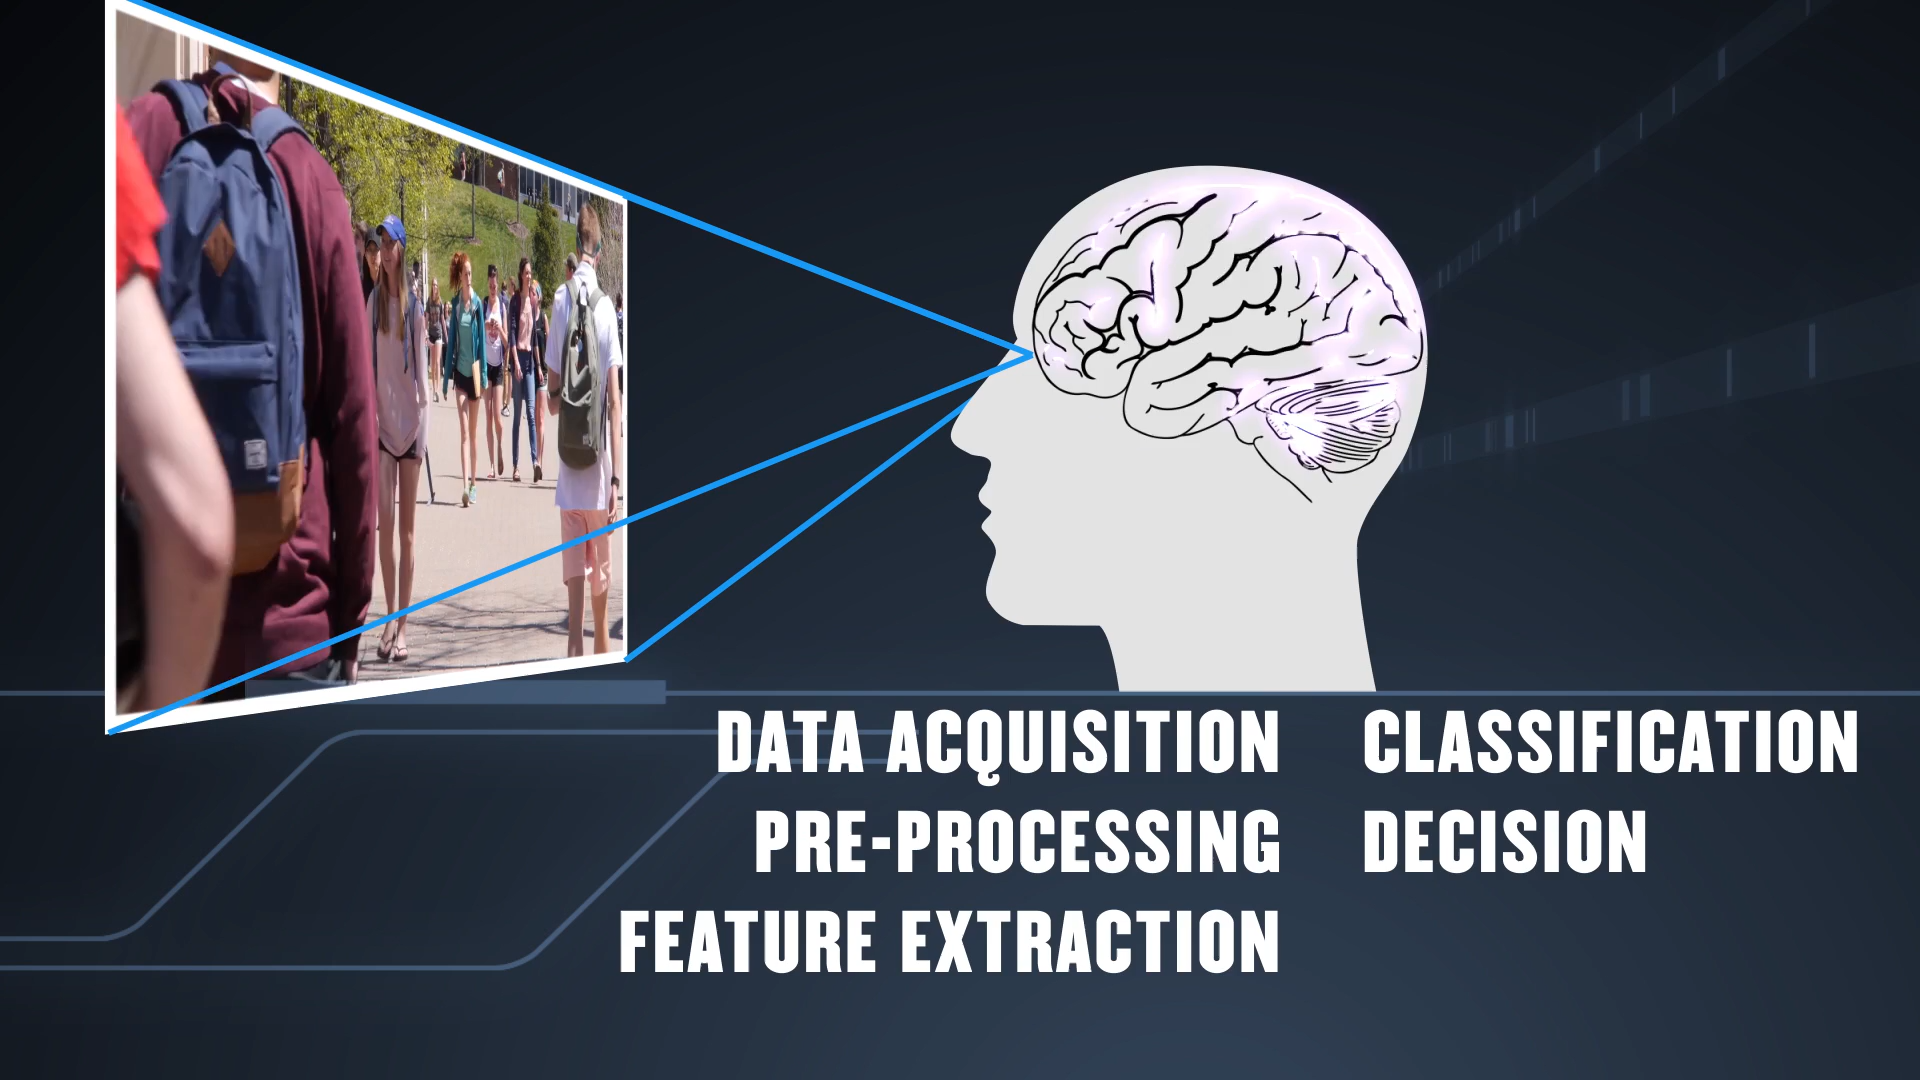 DATA ACQUISITION
PRE-PROCESSING
FEATURE EXTRACTION
CLASSIFICATION
DECISION